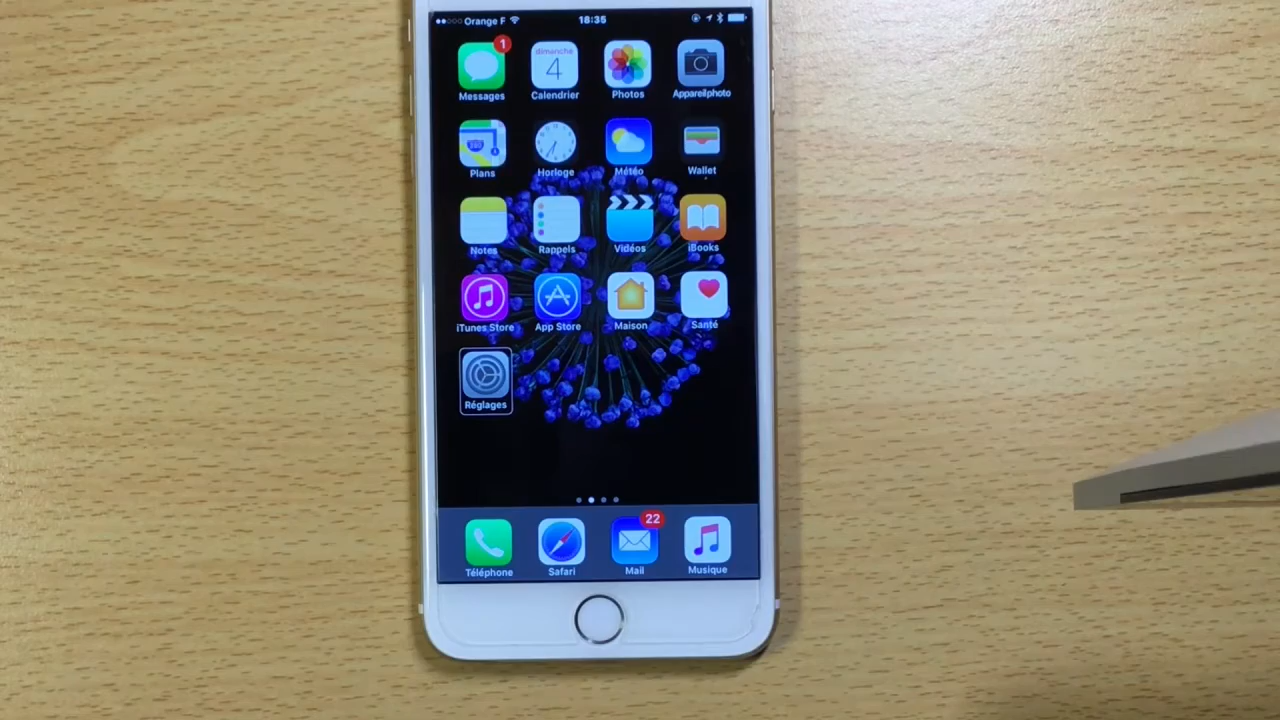 Orange F 18:35
1
dimanche
4
Messages Calendrier Photos Appareil photo
280
Plans Horloge Météo Wallet
Notes Rappels Vidéos iBooks
iTunes Store App Store Maison Santé
Réglages
22
Téléphone Safari Mail Musique